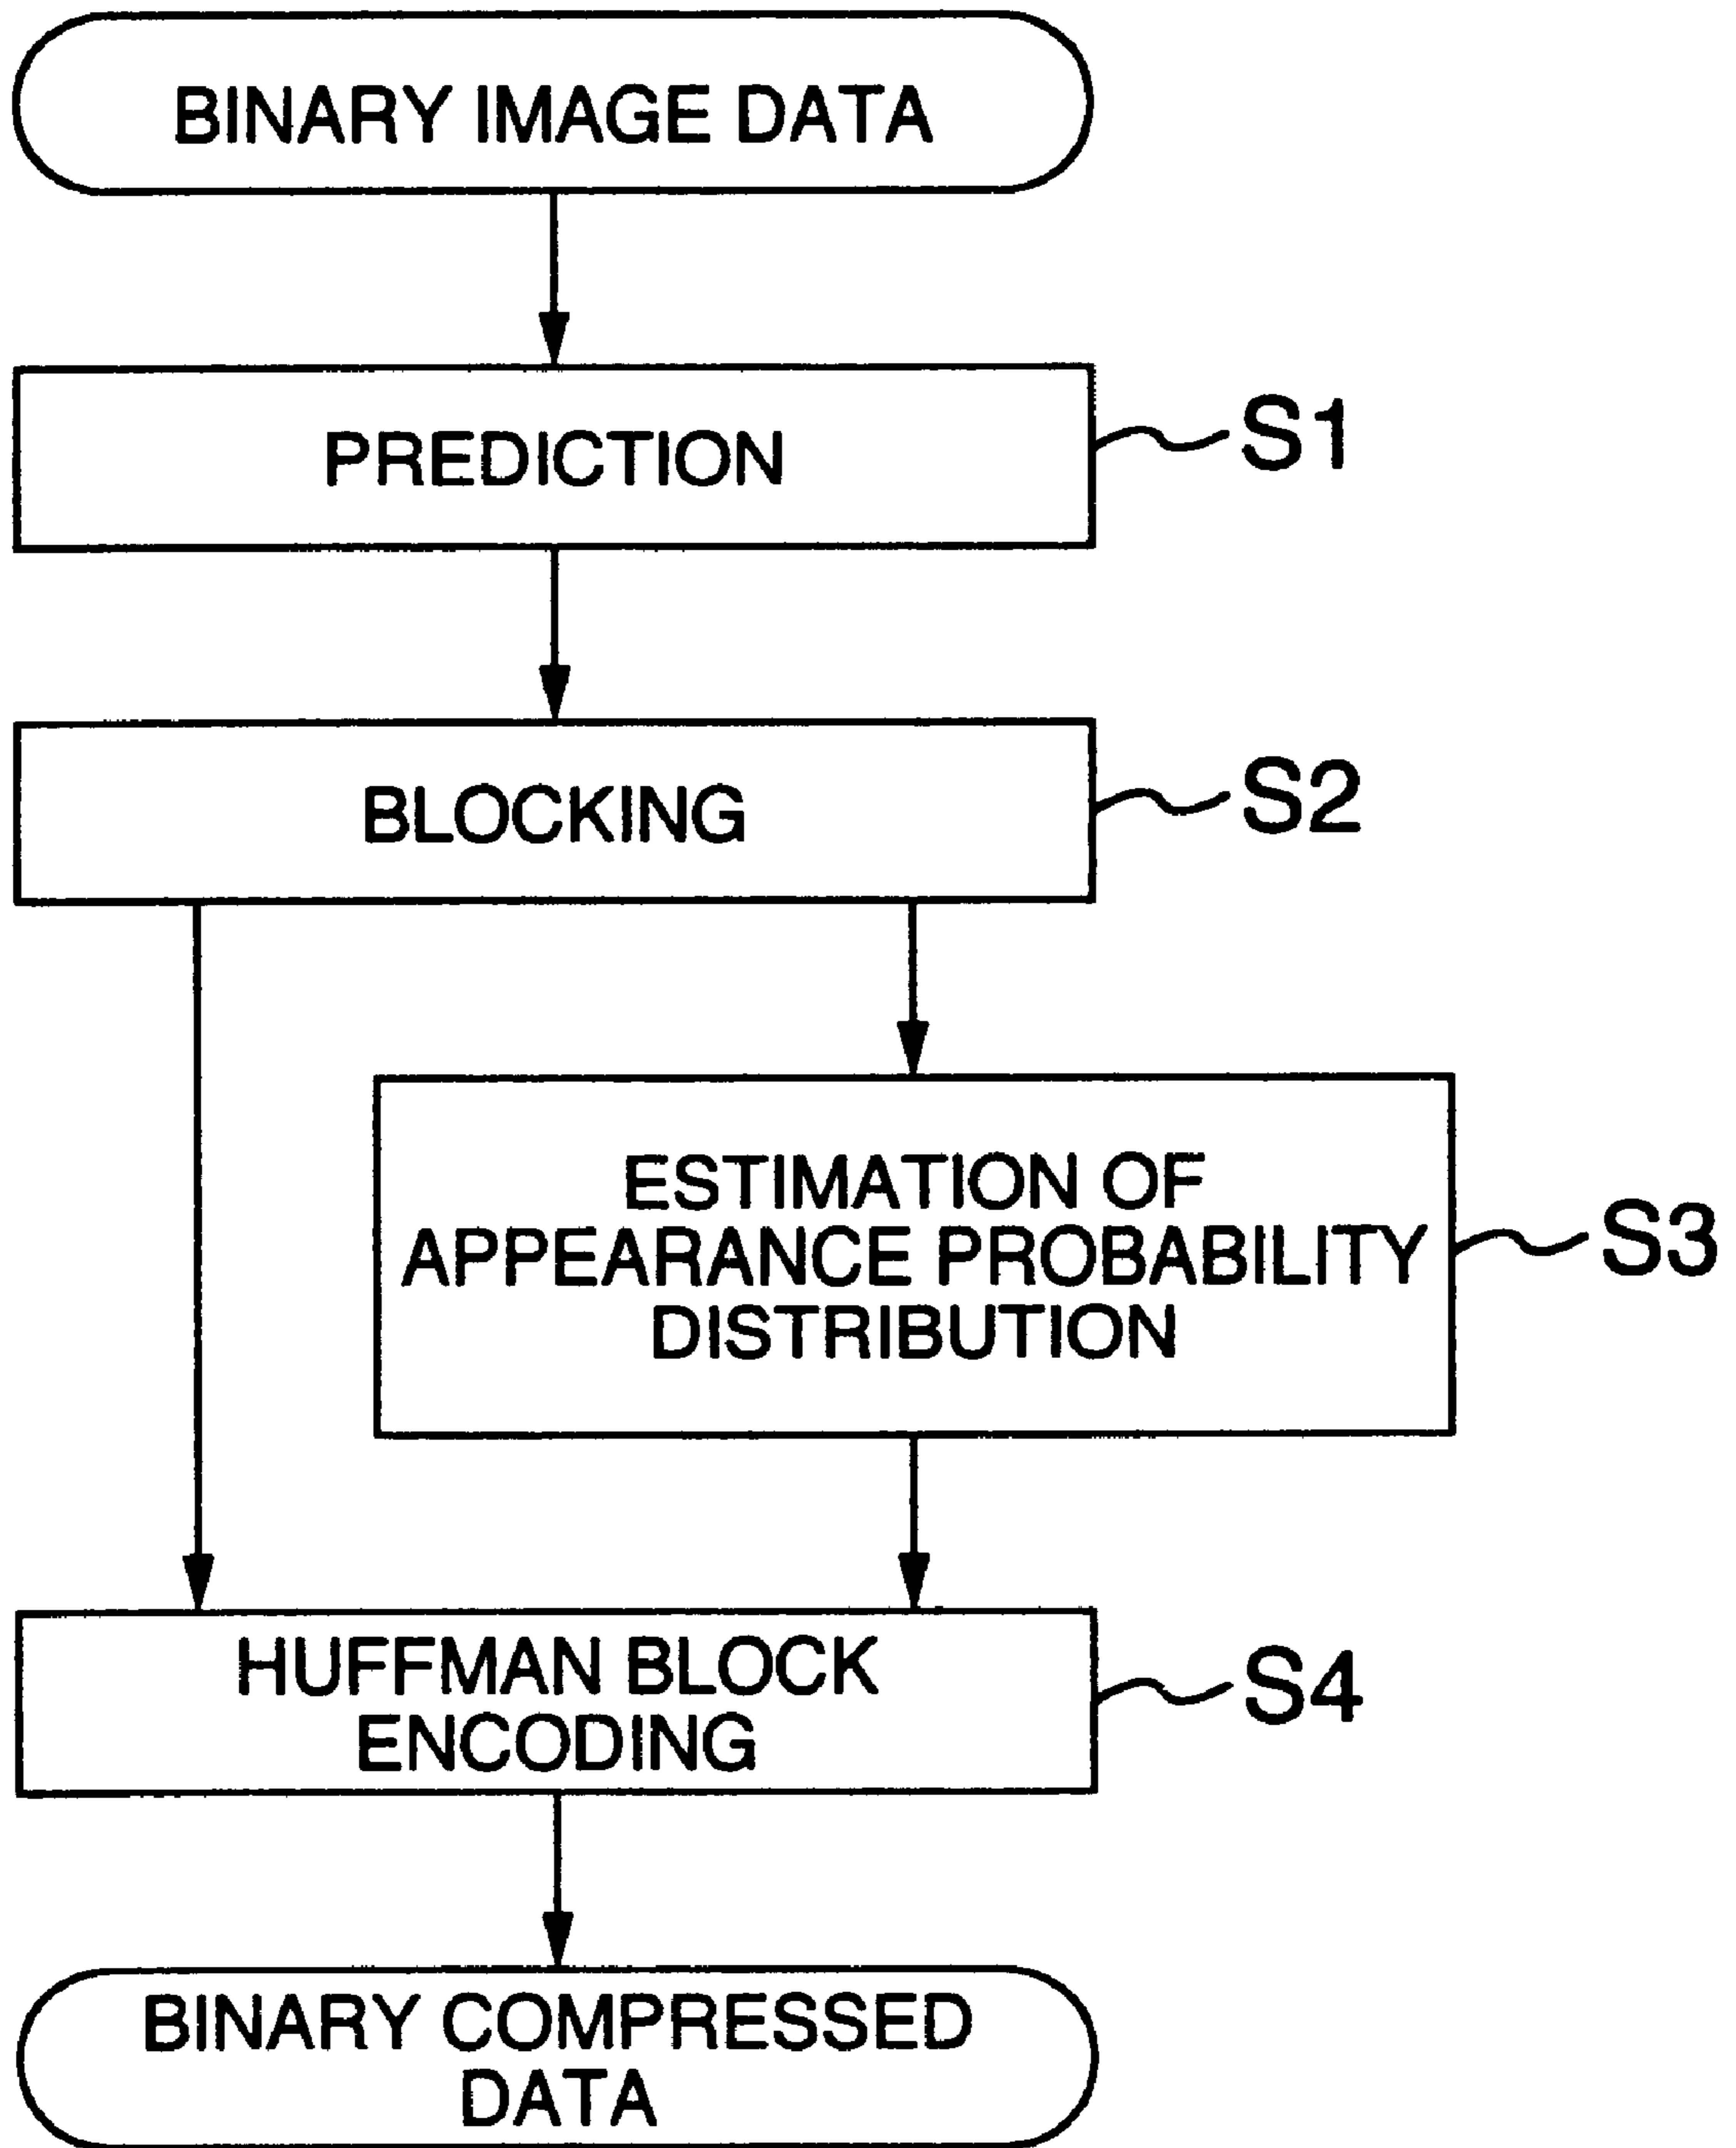 BINARY IMAGE DATA
PREDICTION
S1
BLOCKING
S2
ESTIMATION OF
APPEARANCE PROBABILITY
DISTRIBUTION
S3
HUFFMAN BLOCK
ENCODING
S4
BINARY COMPRESSED
DATA